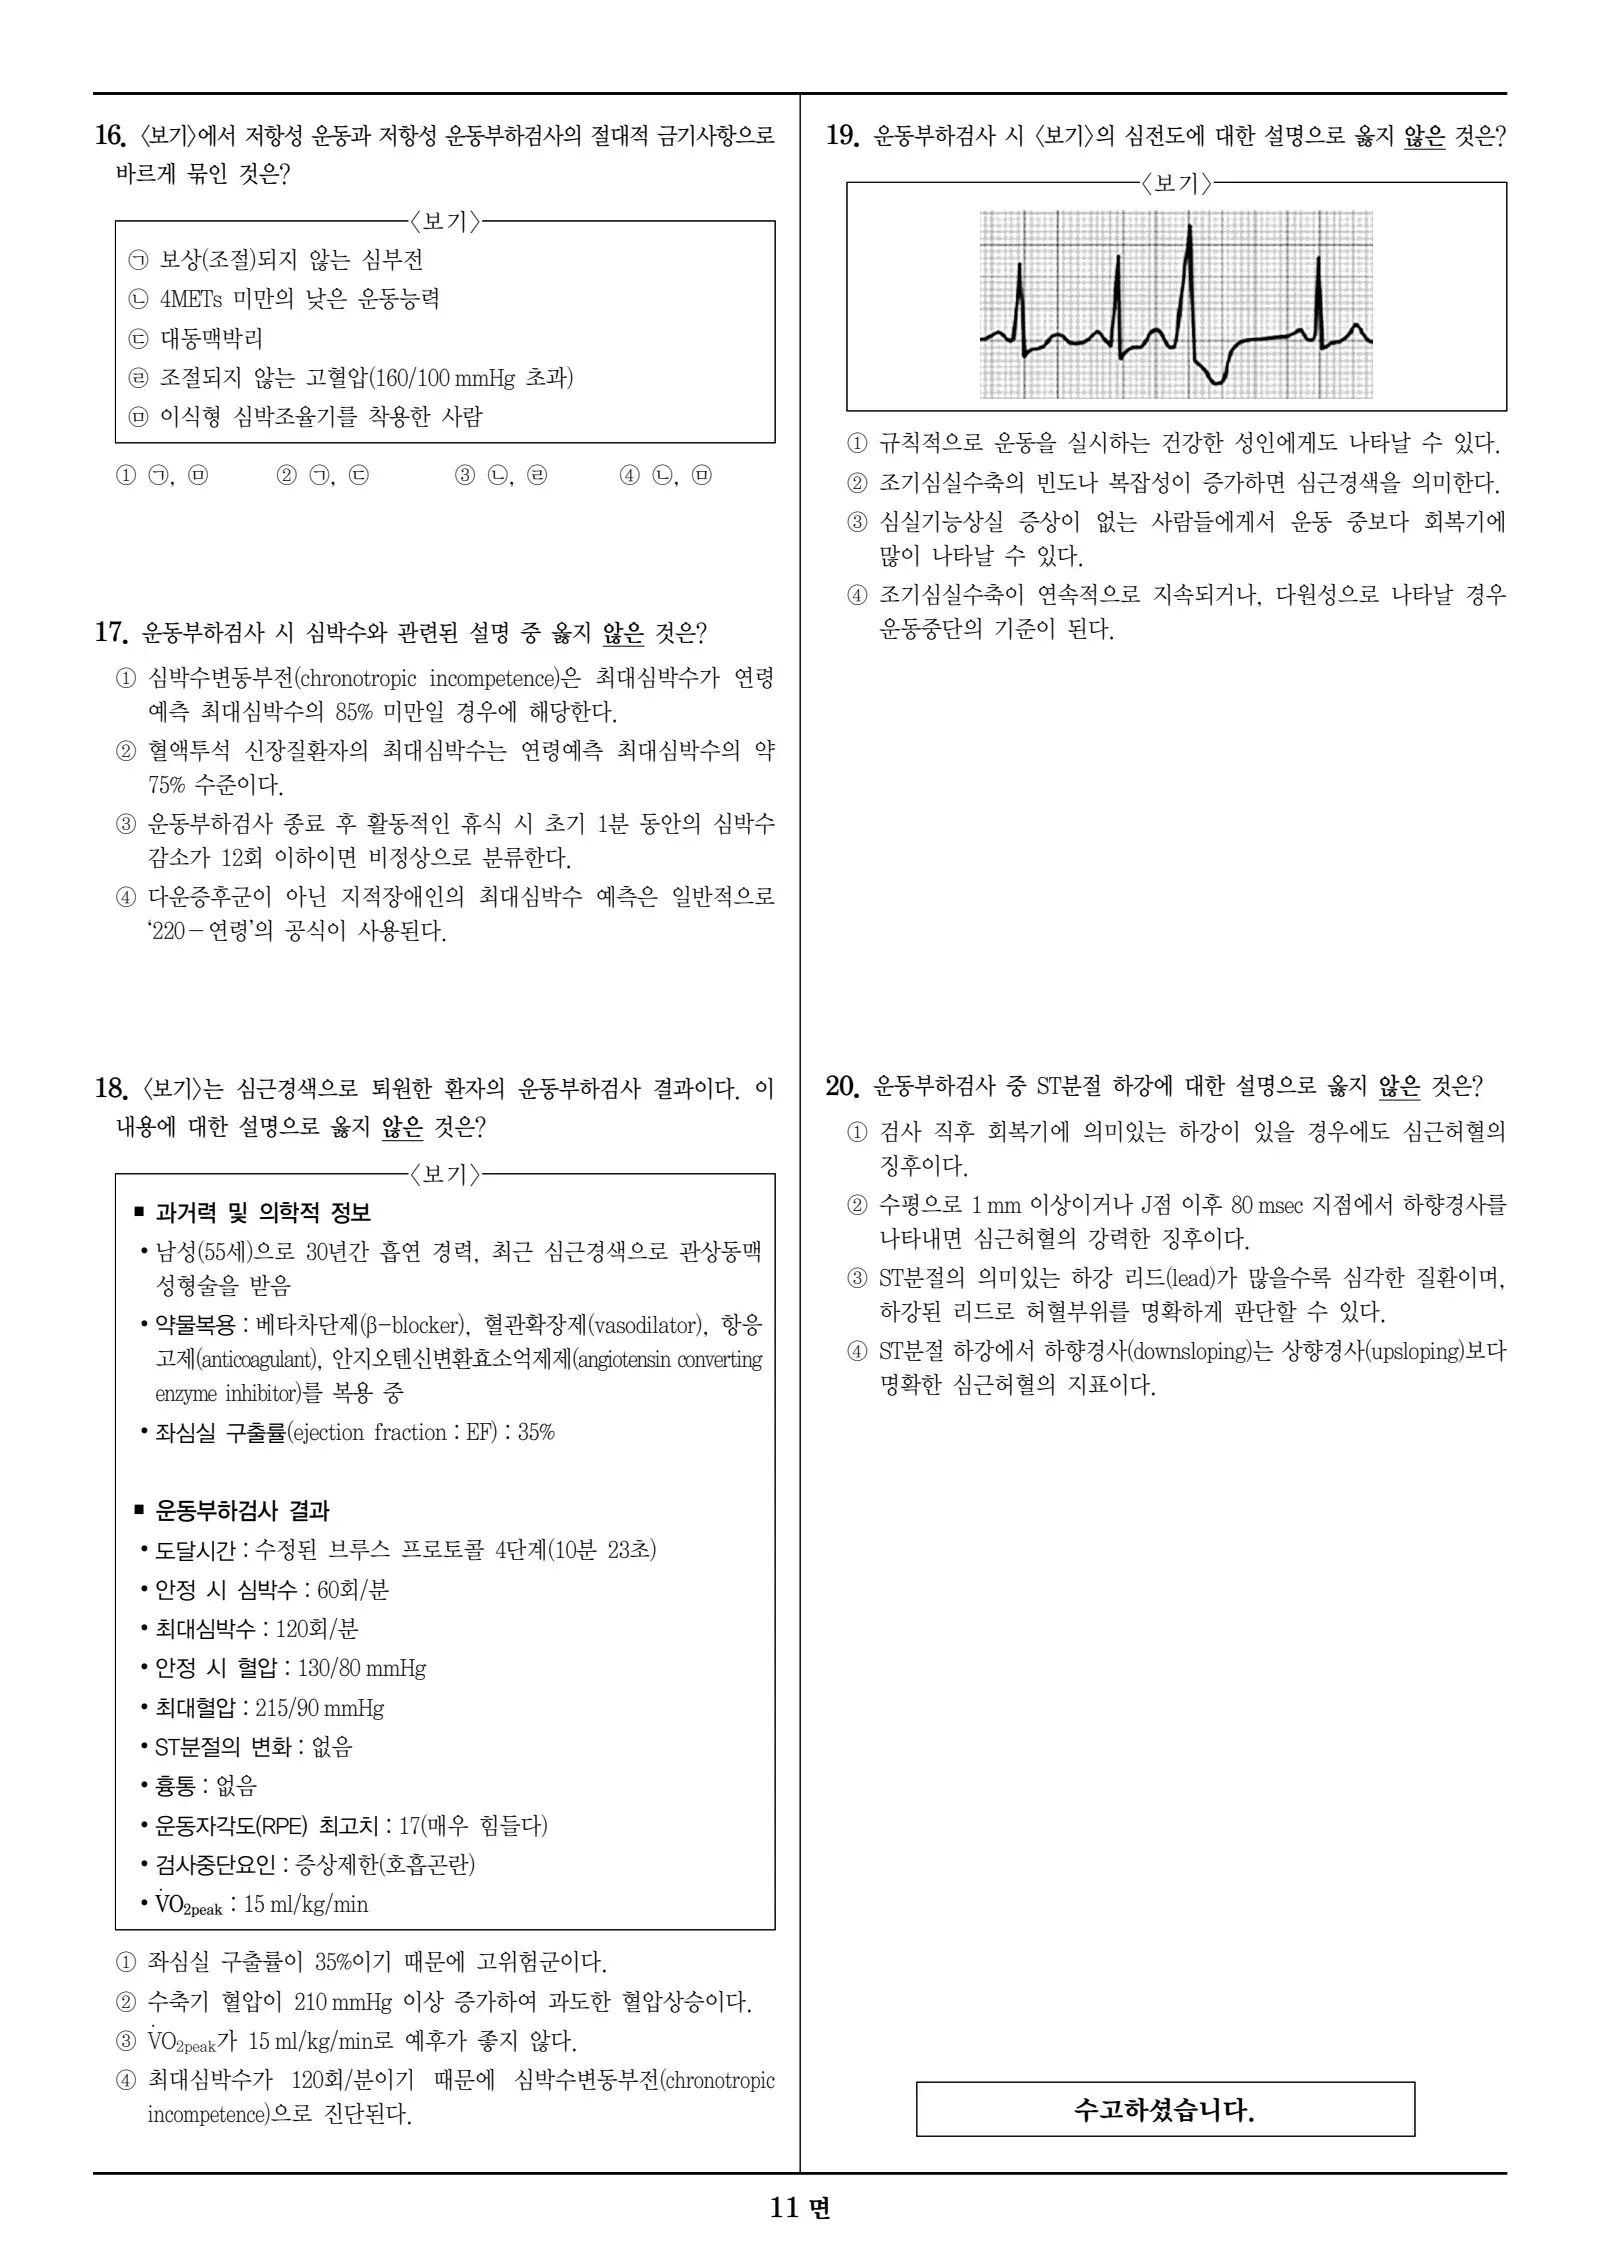 16. 〈보기〉에서 저항성 운동과 저항성 운동부하검사의 절대적 금기사항으로
바르게 묶인 것은?
〈보기〉
㉠ 보상(조절)되지 않는 심부전
㉡ 4METs 미만의 낮은 운동능력
㉢ 대동맥박리
㉣ 조절되지 않는 고혈압(160/100 mmHg 초과)
㉤ 이식형 심박조율기를 착용한 사람
① ㉠, ㉤ ② ㉠, ㉢ ③ ㉡, ㉣ ④ ㉡, ㉤
17. 운동부하검사 시 심박수와 관련된 설명 중 옳지 않은 것은?
① 심박수변동부전(chronotropic incompetence)은 최대심박수가 연령
예측 최대심박수의 85% 미만일 경우에 해당한다.
② 혈액투석 신장질환자의 최대심박수는 연령예측 최대심박수의 약
75% 수준이다.
③ 운동부하검사 종료 후 활동적인 휴식 시 초기 1분 동안의 심박수
감소가 12회 이하이면 비정상으로 분류한다.
④ 다운증후군이 아닌 지적장애인의 최대심박수 예측은 일반적으로
‘220－연령’의 공식이 사용된다.
18. 〈보기〉는 심근경색으로 퇴원한 환자의 운동부하검사 결과이다. 이
내용에 대한 설명으로 옳지 않은 것은?
〈보기〉
■ 과거력 및 의학적 정보
• 남성(55세)으로 30년간 흡연 경력, 최근 심근경색으로 관상동맥
성형술을 받음
• 약물복용 : 베타차단제(β-blocker), 혈관확장제(vasodilator), 항응
고제(anticoagulant), 안지오텐신변환효소억제제(angiotensin converting
enzyme inhibitor)를 복용 중
• 좌심실 구출률(ejection fraction : EF) : 35%
■ 운동부하검사 결과
• 도달시간 : 수정된 브루스 프로토콜 4단계(10분 23초)
• 안정 시 심박수 : 60회/분
• 최대심박수 : 120회/분
• 안정 시 혈압 : 130/80 mmHg
• 최대혈압 : 215/90 mmHg
• ST분절의 변화 : 없음
• 흉통 : 없음
• 운동자각도(RPE) 최고치 : 17(매우 힘들다)
• 검사중단요인 : 증상제한(호흡곤란)
• V̇O₂peak : 15 ml/kg/min
① 좌심실 구출률이 35%이기 때문에 고위험군이다.
② 수축기 혈압이 210 mmHg 이상 증가하여 과도한 혈압상승이다.
③ V̇O₂peak가 15 ml/kg/min로 예후가 좋지 않다.
④ 최대심박수가 120회/분이기 때문에 심박수변동부전(chronotropic
incompetence)으로 진단된다.
19. 운동부하검사 시 〈보기〉의 심전도에 대한 설명으로 옳지 않은 것은?
〈보기〉
① 규칙적으로 운동을 실시하는 건강한 성인에게도 나타날 수 있다.
② 조기심실수축의 빈도나 복잡성이 증가하면 심근경색을 의미한다.
③ 심실기능상실 증상이 없는 사람들에게서 운동 중보다 회복기에
많이 나타날 수 있다.
④ 조기심실수축이 연속적으로 지속되거나, 다원성으로 나타날 경우
운동중단의 기준이 된다.
20. 운동부하검사 중 ST분절 하강에 대한 설명으로 옳지 않은 것은?
① 검사 직후 회복기에 의미있는 하강이 있을 경우에도 심근허혈의
징후이다.
② 수평으로 1 mm 이상이거나 J점 이후 80 msec 지점에서 하향경사를
나타내면 심근허혈의 강력한 징후이다.
③ ST분절의 의미있는 하강 리드(lead)가 많을수록 심각한 질환이며,
하강된 리드로 허혈부위를 명확하게 판단할 수 있다.
④ ST분절 하강에서 하향경사(downsloping)는 상향경사(upsloping)보다
명확한 심근허혈의 지표이다.
수고하셨습니다.
11 면